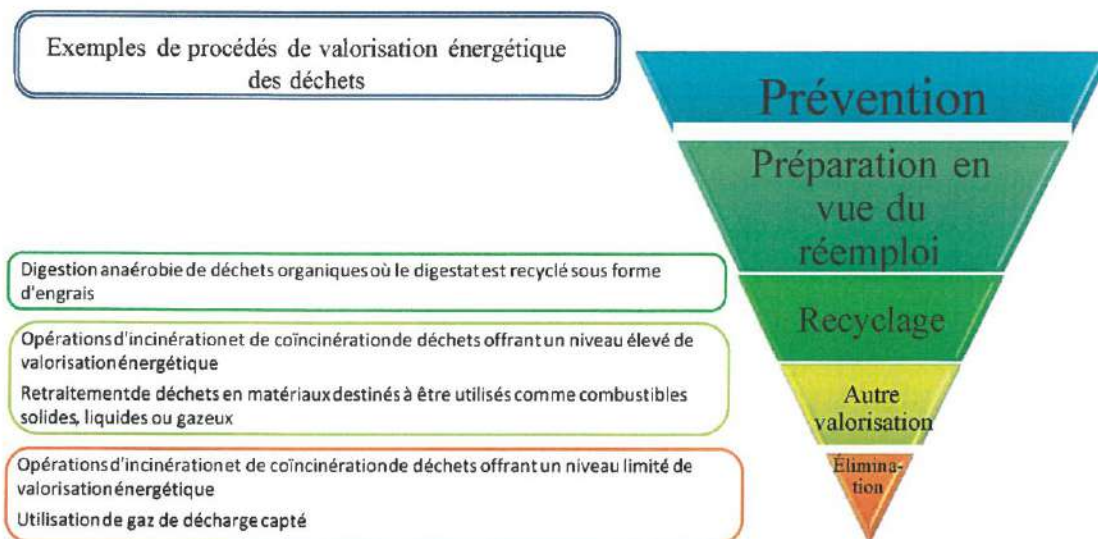 Exemples de procédés de valorisation énergétique
des déchets
Prévention
Préparation en
vue du
réemploi
Digestion anaérobie de déchets organiques où le digestat est recyclé sous forme
d'engrais
Recyclage
Opérations d'incinération et de coïncinération de déchets offrant un niveau élevé de
valorisation énergétique
Retraitement de déchets en matériaux destinés à être utilisés comme combustibles
solides, liquides ou gazeux
Autre
valorisation
Opérations d'incinération et de coïncinération de déchets offrant un niveau limité de
valorisation énergétique
Utilisation de gaz de décharge capté
Élimina-
tion